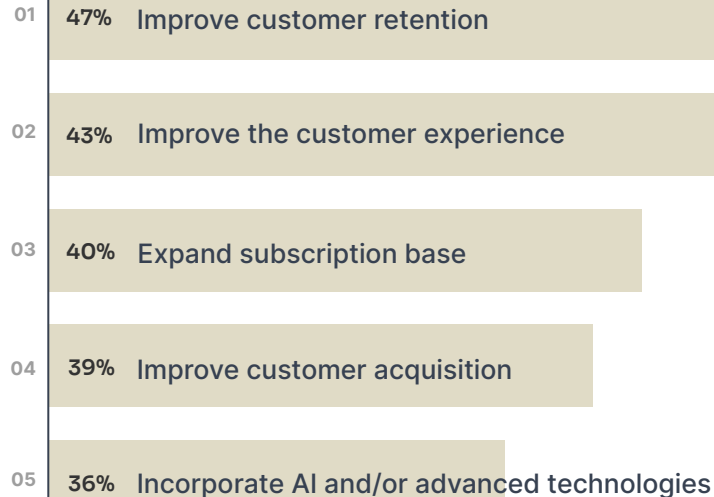 01 47% Improve customer retention
02 43% Improve the customer experience
03 40% Expand subscription base
04 39% Improve customer acquisition
05 36% Incorporate AI and/or advanced technologies